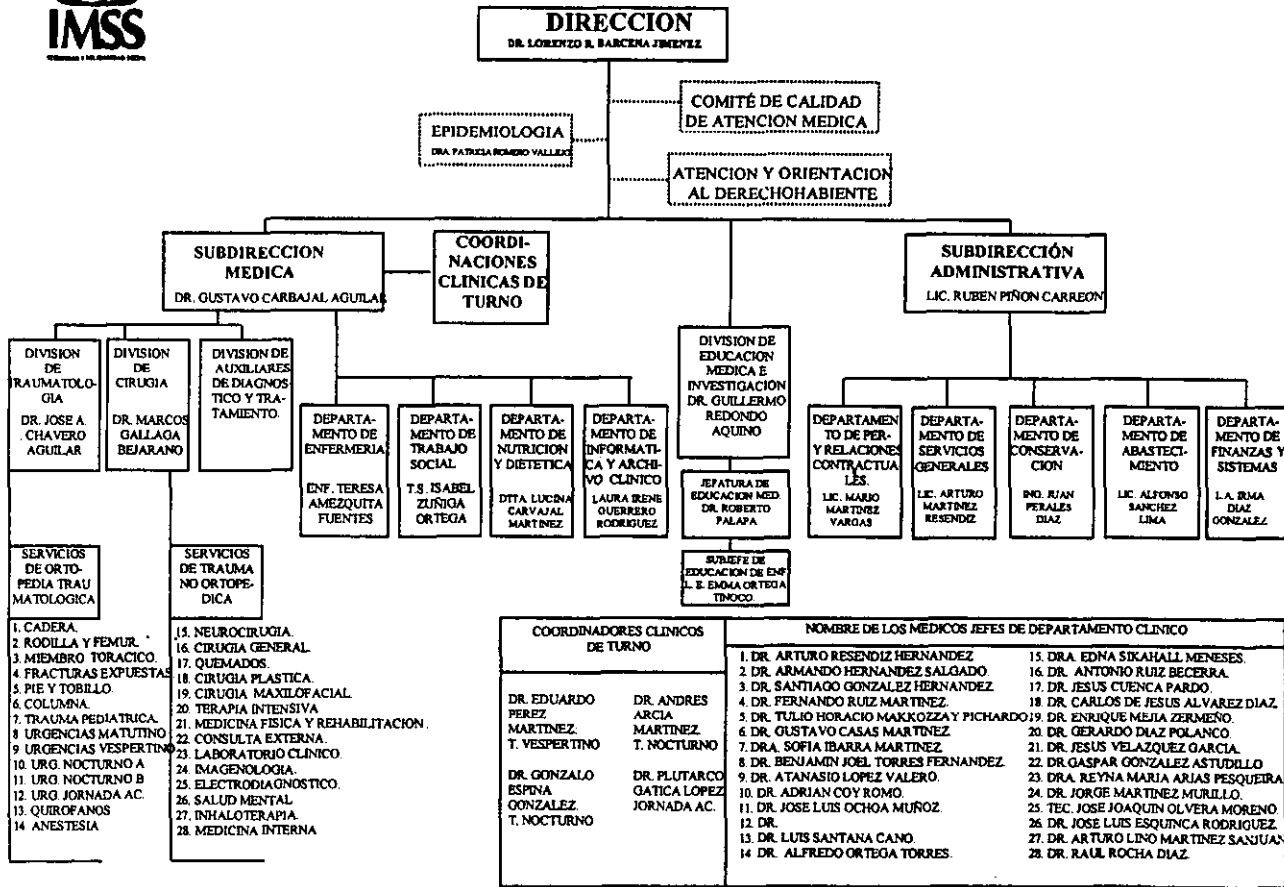 IMSS
DIRECCION
DR. LORENZO R. BARCENA JIMENEZ
COMITÉ DE CALIDAD
DE ATENCION MEDICA
EPIDEMIOLOGIA
DRA. PATRICIA ROMERO VALLEJO
ATENCION Y ORIENTACION
AL DERECHOHABIENTE
SUBDIRECCION
MEDICA
DR. GUSTAVO CARBAJAL AGUILAR
COORDI-
NACIONES
CLINICAS DE
TURNO
SUBDIRECCIÓN
ADMINISTRATIVA
LIC. RUBEN PIÑON CARREON
DIVISION
DE
TRAUMATOLO-
GIA
DR. JOSE A.
CHAVERO
AGUILAR
DIVISION
DE
CIRUGIA
DR. MARCOS
GALLAGA
BEJARANO
DIVISION DE
AUXILIARES
DE DIAGNOS
TICO Y TRA-
TAMIENTO.
DEPARTA-
MENTO DE
ENFERMERIA
ENF. TERESA
AMEZQUITA
FUENTES
DEPARTA-
MENTO DE
TRABAJO
SOCIAL
T.S. ISABEL
ZUÑIGA
ORTEGA
DEPARTA-
MENTO DE
NUTRICION
Y DIETETICA
DTTA LUCINA
CARVAJAL
MARTINEZ
DEPARTA-
MENTO DE
INFORMATI-
CA Y ARCHI-
VO CLINICO
LAURA IRENE
GUERRERO
RODRIGUEZ
DIVISION DE
EDUCACION
MEDICA E
INVESTIGACION
DR. GUILLERMO
REDONDO
AQUINO
JEFATURA DE
EDUCACION MED.
DR. ROBERTO
PALAPA
SUBJEFE DE
EDUCACION DE ENF
L. E. EMMA ORTEGA
TINOCO.
DEPARTAMEN
TO DE PER-
Y RELACIONES
CONTRACTUA
LES.
LIC. MARIO
MARTINEZ
VARGAS
DEPARTA-
MENTO DE
SERVICIOS
GENERALES
LIC. ARTURO
MARTINEZ
RESENDIZ
DEPARTA-
MENTO DE
CONSERVA-
CION
ING. JUAN
PERALES
DIAZ
DEPARTA-
MENTO DE
ABASTECI-
MIENTO
LIC. ALFONSO
SANCHEZ
LIMA
DEPARTA-
MENTO DE
FINANZAS Y
SISTEMAS
L.A. IRMA
DIAZ
GONZALEZ
SERVICIOS
DE ORTO-
PEDIA TRAU
MATOLOGICA
1. CADERA.
2. RODILLA Y FEMUR.
3. MIEMBRO TORACICO.
4. FRACTURAS EXPUESTAS
5. PIE Y TOBILLO.
6. COLUMNA.
7. TRAUMA PEDIATRICA.
8 URGENCIAS MATUTINO
9 URGENCIAS VESPERTINO
10. URG. NOCTURNO A
11. URG. NOCTURNO B
12. URG. JORNADA AC.
13. QUIROFANOS
14 ANESTESIA
SERVICIOS
DE TRAUMA
NO ORTOPE-
DICA
15. NEUROCIRUGIA.
16. CIRUGIA GENERAL.
17. QUEMADOS.
18. CIRUGIA PLASTICA.
19. CIRUGIA MAXILOFACIAL.
20. TERAPIA INTENSIVA
21. MEDICINA FISICA Y REHABILITACION.
22. CONSULTA EXTERNA.
23. LABORATORIO CLINICO.
24. IMAGENOLOGIA.
25. ELECTRODIAGNOSTICO.
26. SALUD MENTAL
27. INHALOTERAPIA.
28. MEDICINA INTERNA
COORDINADORES CLINICOS
DE TURNO
DR. EDUARDO
PEREZ
MARTINEZ.
T. VESPERTINO
DR. ANDRES
ARCIA
MARTINEZ
T. NOCTURNO
DR. GONZALO
ESPINA
GONZALEZ.
T. NOCTURNO
DR. PLUTARCO
GATICA LOPEZ
JORNADA AC.
NOMBRE DE LOS MEDICOS JEFES DE DEPARTAMENTO CLINICO
1. DR. ARTURO RESENDIZ HERNANDEZ
2. DR. ARMANDO HERNANDEZ SALGADO.
3. DR. SANTIAGO GONZALEZ HERNANDEZ
4. DR. FERNANDO RUIZ MARTINEZ.
5. DR. TULIO HORACIO MAKKOZZAY PICHARDO
6. DR. GUSTAVO CASAS MARTINEZ
7. DRA. SOFIA IBARRA MARTINEZ
8. DR. BENJAMIN JOEL TORRES FERNANDEZ.
9. DR. ATANASIO LOPEZ VALERO.
10. DR. ADRIAN COY ROMO.
11. DR. JOSE LUIS OCHOA MUÑOZ.
12. DR.
13. DR. LUIS SANTANA CANO.
14 DR. ALFREDO ORTEGA TORRES.
15. DRA. EDNA SIKAHALL MENESES.
16. DR. ANTONIO RUIZ BECERRA.
17. DR. JESUS CUENCA PARDO.
18. DR. CARLOS DE JESUS ALVAREZ DIAZ.
19. DR. ENRIQUE MEJIA ZERMEÑO.
20. DR. GERARDO DIAZ POLANCO.
21. DR. JESUS VELAZQUEZ GARCIA.
22. DR. GASPAR GONZALEZ ASTUDILLO
23. DRA. REYNA MARIA ARIAS PESQUEIRA
24. DR. JORGE MARTINEZ MURILLO.
25. TEC. JOSE JOAQUIN OLVERA MORENO.
26. DR. JOSE LUIS ESQUINCA RODRIGUEZ.
27. DR. ARTURO LINO MARTINEZ SANJUAN
28. DR. RAUL ROCHA DIAZ.